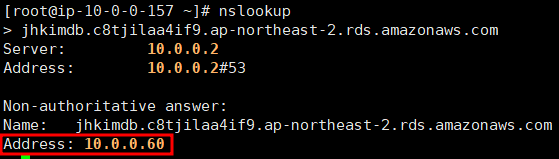 [root@ip-10-0-0-157 ~]# nslookup
> jhkimdb.c8tjilaa4if9.ap-northeast-2.rds.amazonaws.com
Server: 10.0.0.2
Address: 10.0.0.2#53
Non-authoritative answer:
Name: jhkimdb.c8tjilaa4if9.ap-northeast-2.rds.amazonaws.com
Address: 10.0.0.60
>